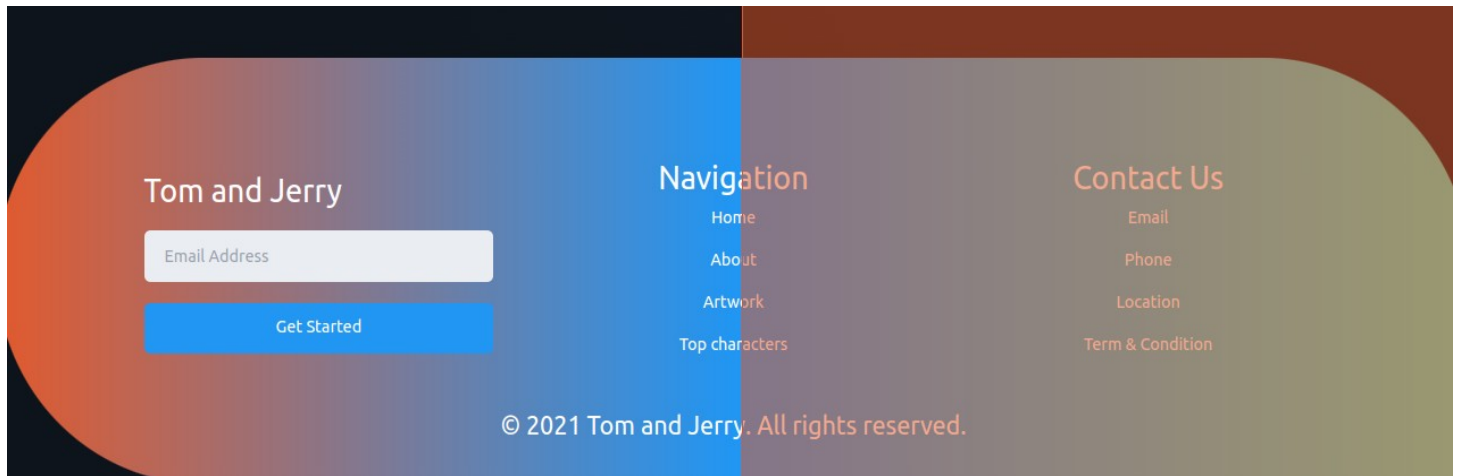 Tom and Jerry
Email Address
Get Started
Navigation
Home
About
Artwork
Top characters
Contact Us
Email
Phone
Location
Term & Condition
© 2021 Tom and Jerry. All rights reserved.